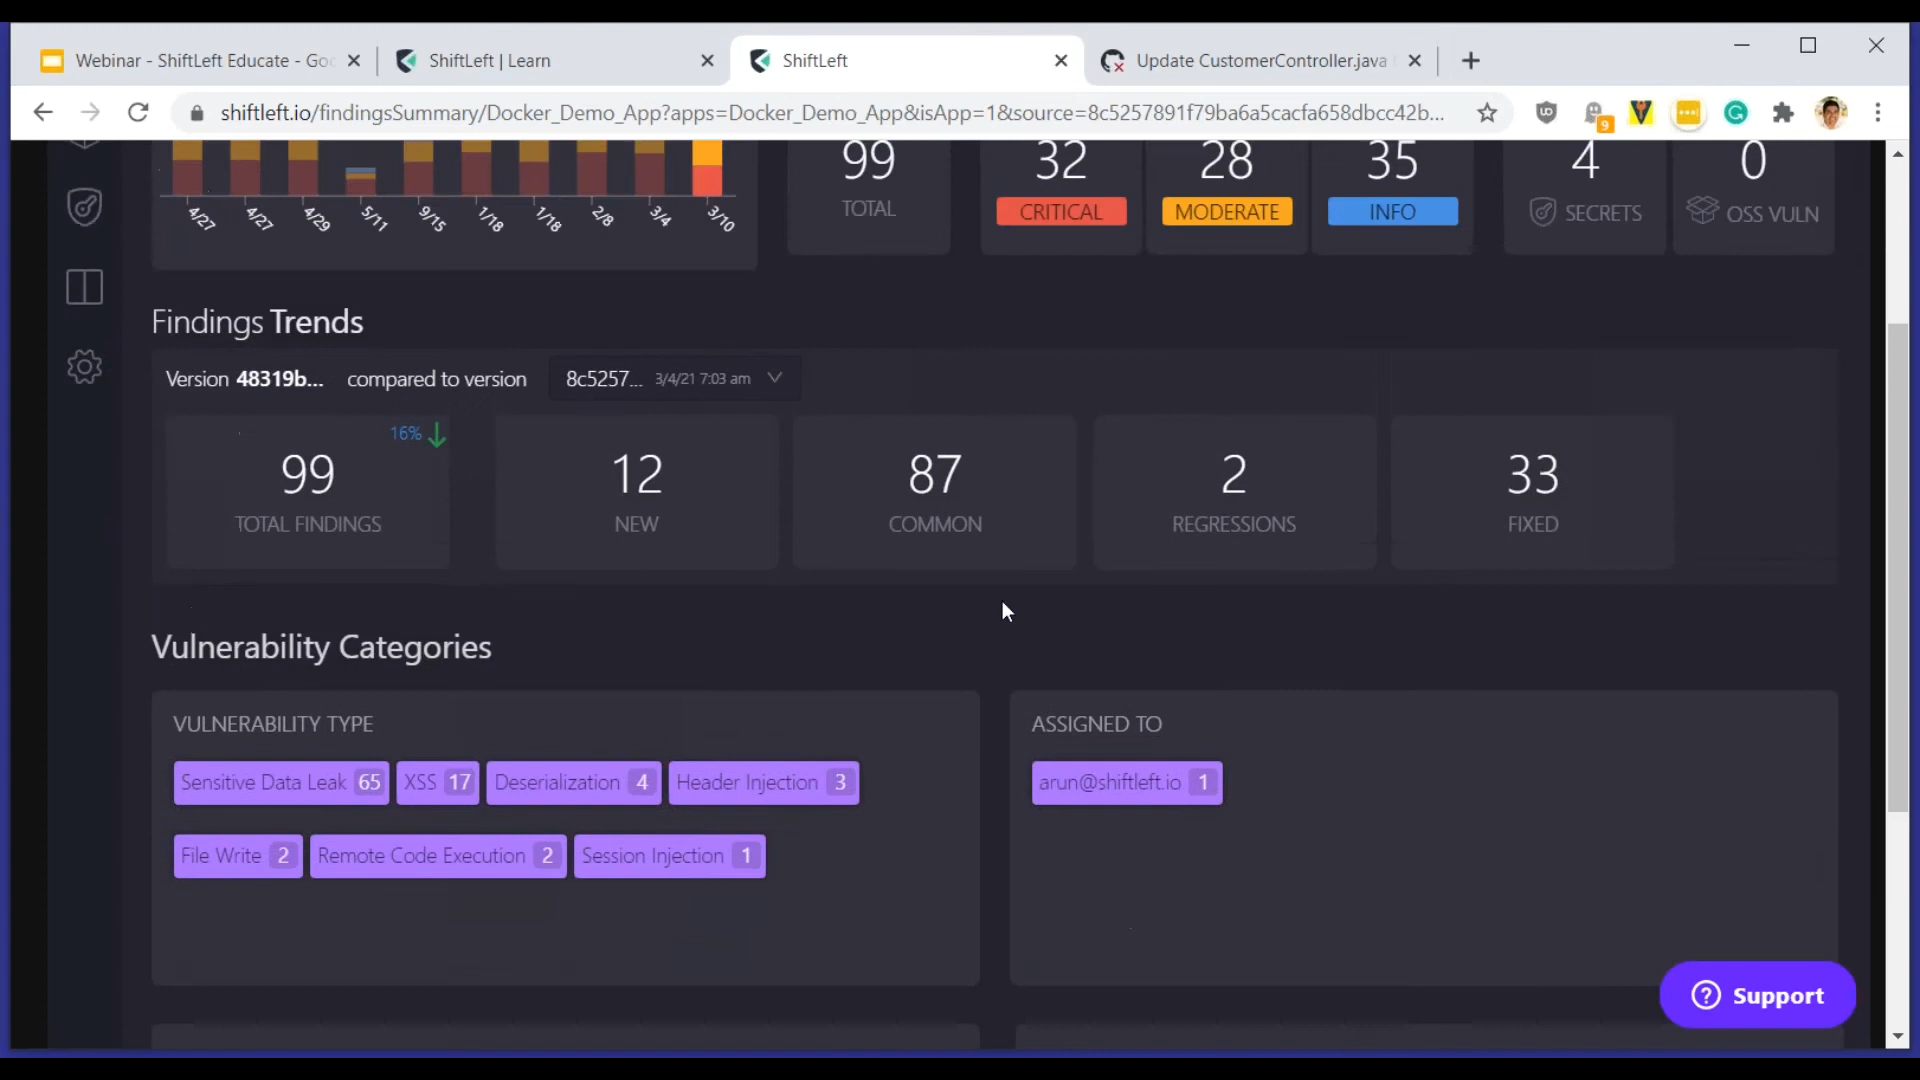 Webinar - ShiftLeft Educate - Goo
ShiftLeft | Learn
ShiftLeft
Update CustomerController.java
shiftleft.io/findingsSummary/Docker_Demo_App?apps=Docker_Demo_App&isApp=1&source=8c5257891f79ba6a5cacfa658dbcc42b...
9
99 32 28 35 4 0
TOTAL CRITICAL MODERATE INFO SECRETS OSS VULN
4/27 4/27 4/29 5/11 9/15 1/18 1/18 2/8 3/4 3/10
Findings Trends
Version 48319b... compared to version 8c5257... 3/4/21 7:03 am
16%
99 12 87 2 33
TOTAL FINDINGS NEW COMMON REGRESSIONS FIXED
Vulnerability Categories
VULNERABILITY TYPE
Sensitive Data Leak 65 XSS 17 Deserialization 4 Header Injection 3
File Write 2 Remote Code Execution 2 Session Injection 1
ASSIGNED TO
arun@shiftleft.io 1
Support